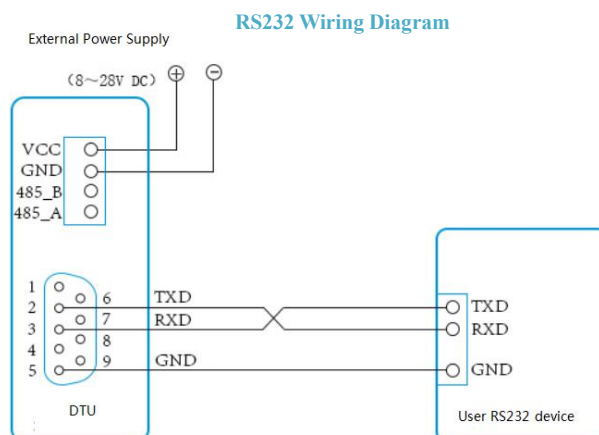 RS232 Wiring Diagram
External Power Supply
(8~28V DC)
VCC
GND
485_B
485_A
1
2
3
4
5
6
7
8
9
TXD
RXD
GND
TXD
RXD
GND
DTU
User RS232 device